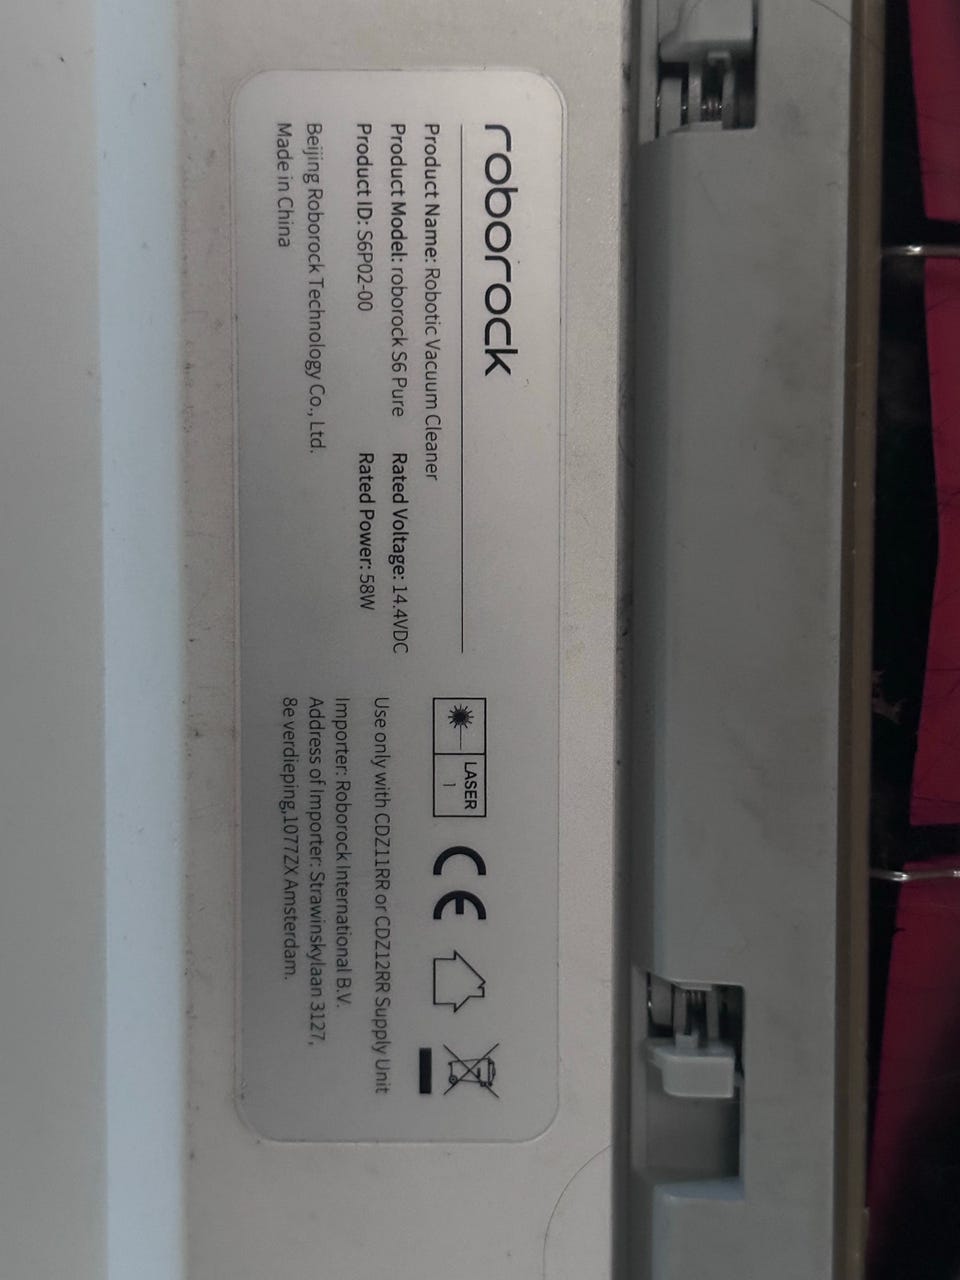 roborock
Product Name: Robotic Vacuum Cleaner
Product Model: roborock S6 Pure Rated Voltage: 14.4VDC
Product ID: S6P02-00 Rated Power: 58W
Beijing Roborock Technology Co., Ltd.
Made in China
LASER
1
CE
Use only with CDZ11RR or CDZ12RR Supply Unit
Importer: Roborock International B.V.
Address of Importer: Strawinskylaan 3127,
8e verdieping,1077ZX Amsterdam.